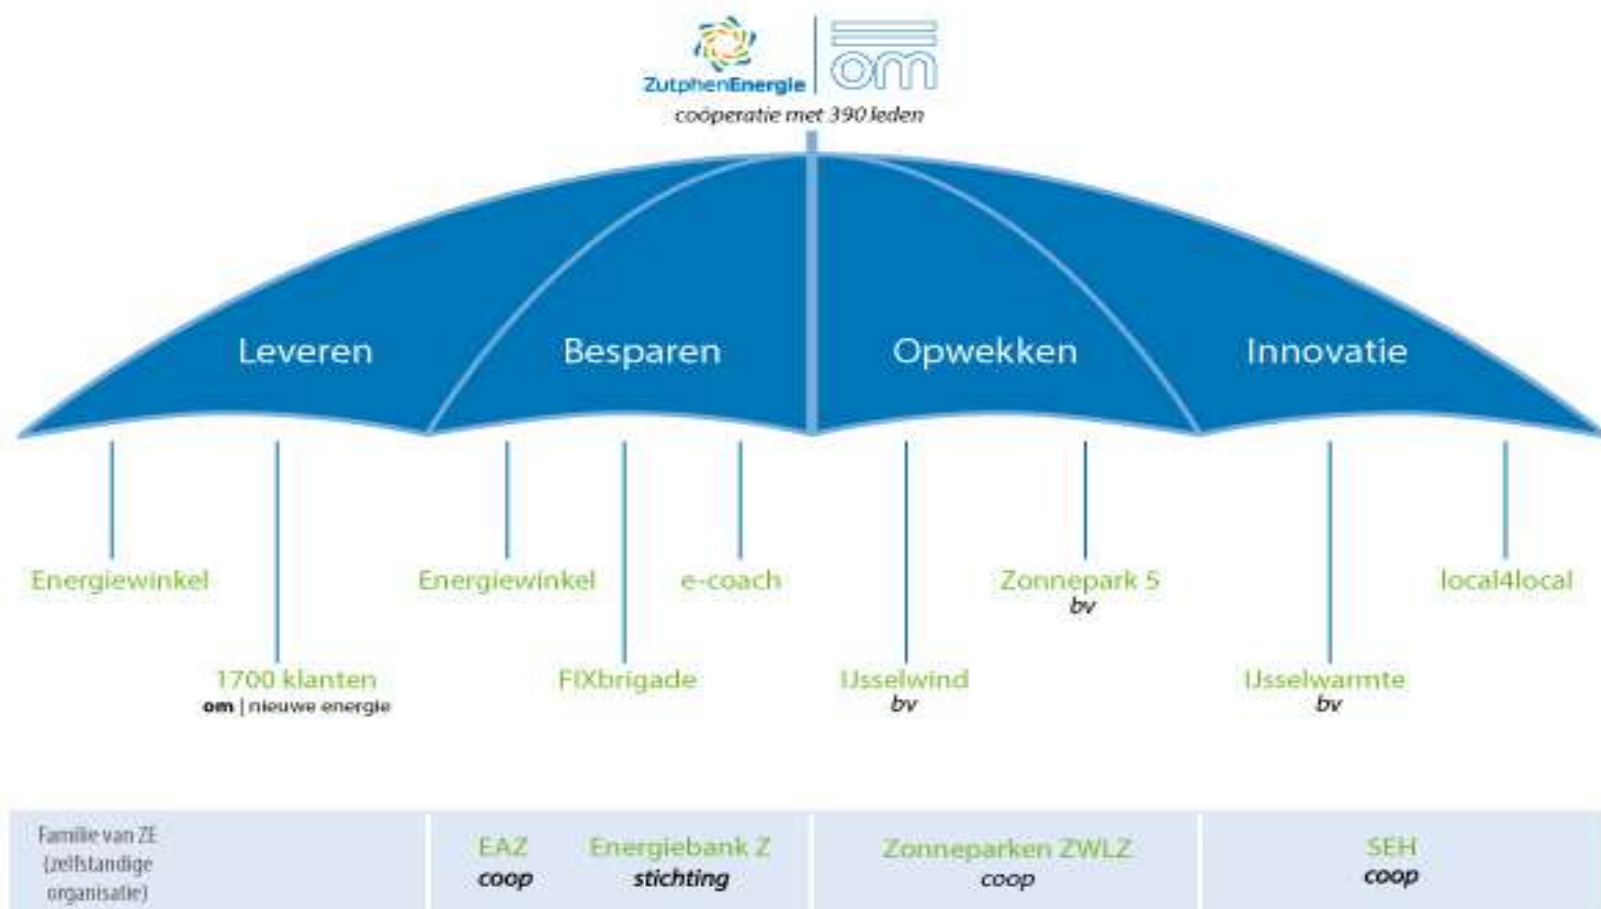 ZutphenEnergie
om
coöperatie met 390 leden
Leveren
Besparen
Opwekken
Innovatie
Energiewinkel
Energiewinkel
e-coach
Zonnepark 5
bv
local4local
1700 klanten
om | nieuwe energie
FIXbrigade
IJsselwind
bv
IJsselwarmte
bv
Familie van ZE
(zelfstandige
organisatie)
EAZ
coop
Energiebank Z
stichting
Zonneparken ZWLZ
coop
SEH
coop